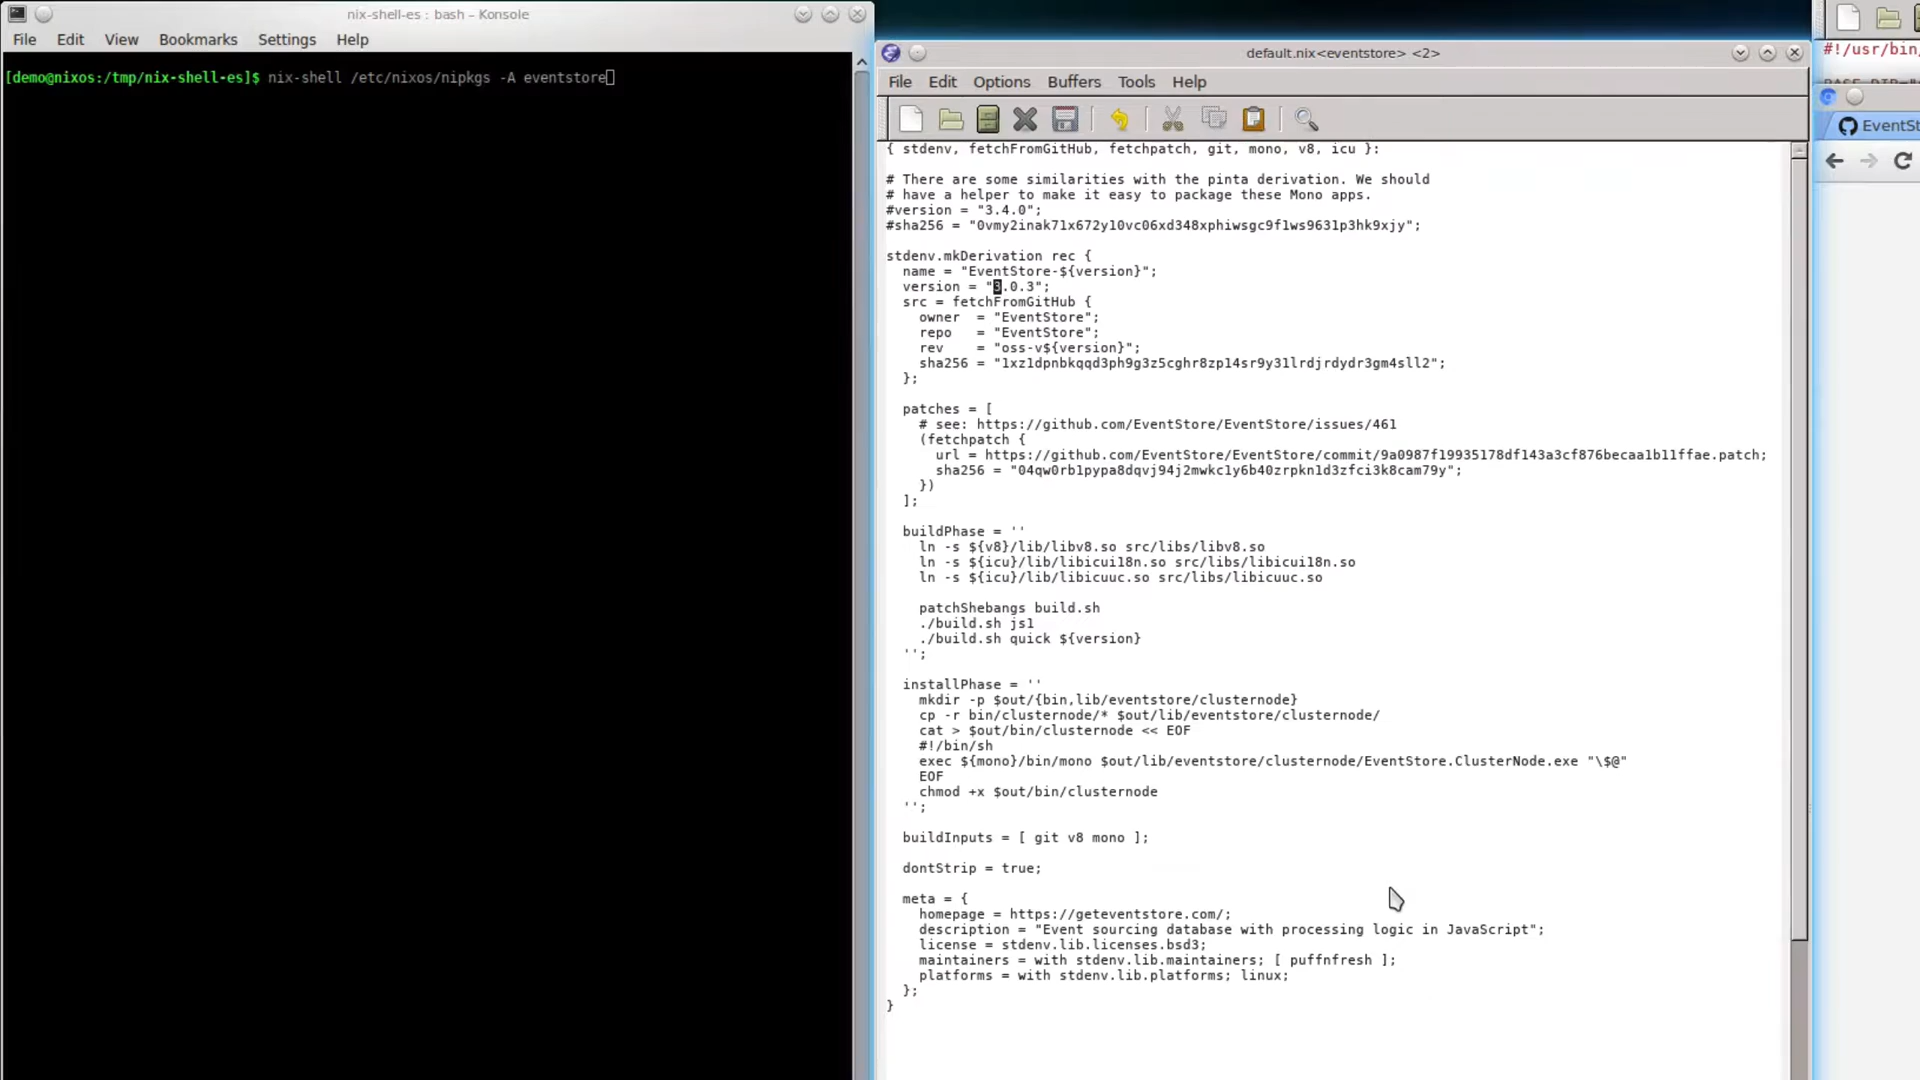 nix-shell-es : bash – Konsole
File Edit View Bookmarks Settings Help
[demo@nixos:/tmp/nix-shell-es]$ nix-shell /etc/nixos/nipkgs -A eventstore
default.nix<eventstore> <2>
File Edit Options Buffers Tools Help
{ stdenv, fetchFromGitHub, fetchpatch, git, mono, v8, icu }:
# There are some similarities with the pinta derivation. We should
# have a helper to make it easy to package these Mono apps.
#version = "3.4.0";
#sha256 = "0vmy2inak71x672y10vc06xd348xphiwsgc9f1ws9631p3hk9xjy";
stdenv.mkDerivation rec {
name = "EventStore-${version}";
version = "3.0.3";
src = fetchFromGitHub {
owner = "EventStore";
repo = "EventStore";
rev = "oss-v${version}";
sha256 = "1xz1dpnbkqqd3ph9g3z5cghr8zp14sr9y31lrdjrdydr3gm4sll2";
};
patches = [
# see: https://github.com/EventStore/EventStore/issues/461
(fetchpatch {
url = https://github.com/EventStore/EventStore/commit/9a0987f19935178df143a3cf876becaa1b11ffae.patch;
sha256 = "04qw0rb1pypa8dqvj94j2mwkc1y6b40zrpkn1d3zfci3k8cam79y";
})
];
buildPhase = ''
ln -s ${v8}/lib/libv8.so src/libs/libv8.so
ln -s ${icu}/lib/libicui18n.so src/libs/libicui18n.so
ln -s ${icu}/lib/libicuuc.so src/libs/libicuuc.so
patchShebangs build.sh
./build.sh js1
./build.sh quick ${version}
'';
installPhase = ''
mkdir -p $out/{bin,lib/eventstore/clusternode}
cp -r bin/clusternode/* $out/lib/eventstore/clusternode/
cat > $out/bin/clusternode << EOF
#!/bin/sh
exec ${mono}/bin/mono $out/lib/eventstore/clusternode/EventStore.ClusterNode.exe "\$@"
EOF
chmod +x $out/bin/clusternode
'';
buildInputs = [ git v8 mono ];
dontStrip = true;
meta = {
homepage = https://geteventstore.com/;
description = "Event sourcing database with processing logic in JavaScript";
license = stdenv.lib.licenses.bsd3;
maintainers = with stdenv.lib.maintainers; [ puffnfresh ];
platforms = with stdenv.lib.platforms; linux;
};
}
#!/usr/bin/
EventSt